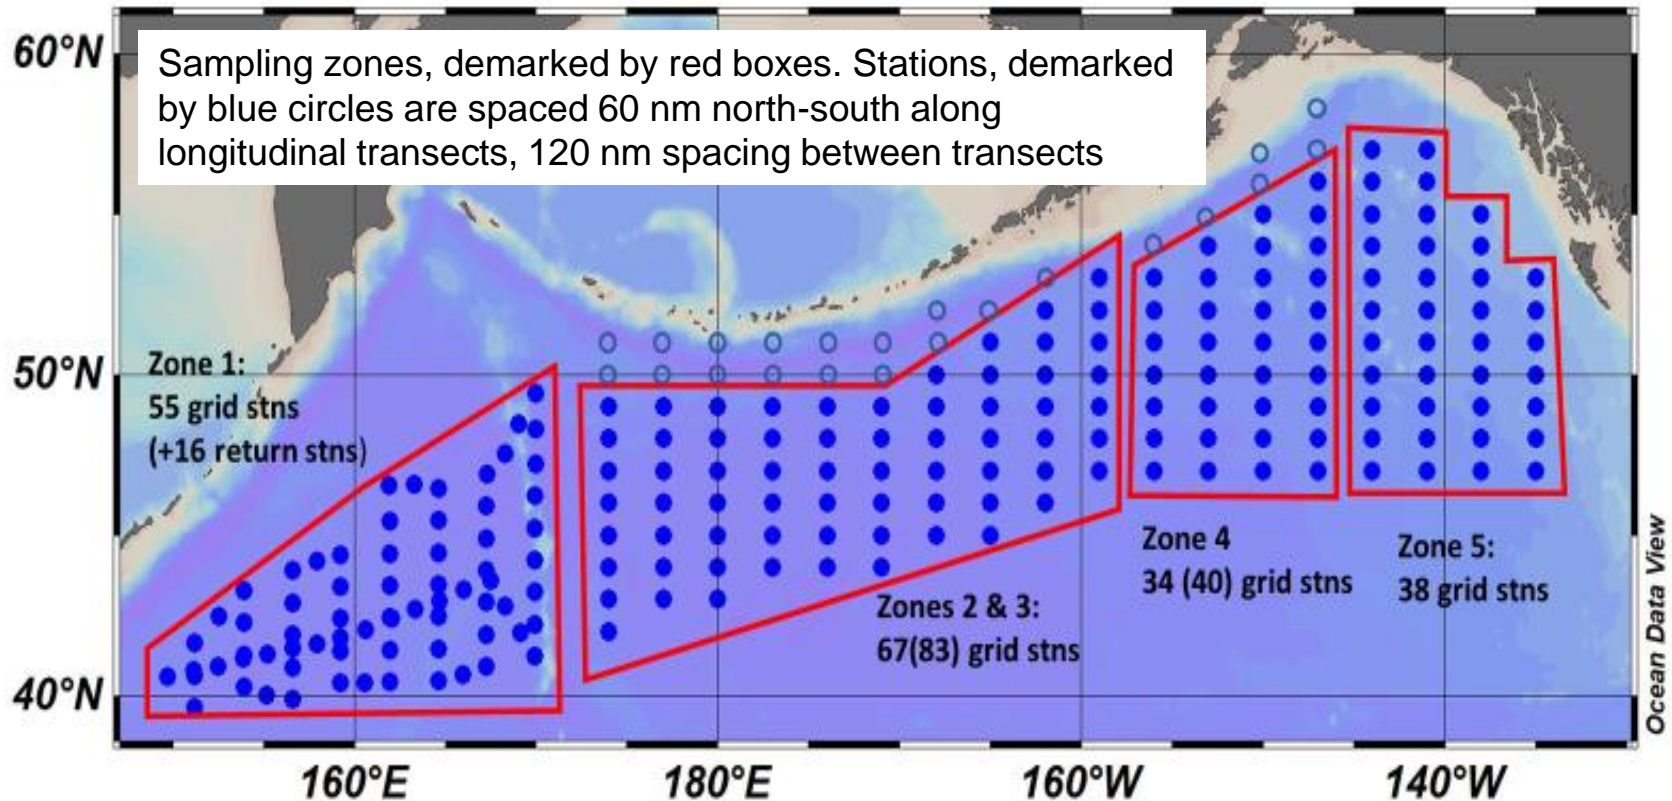 60°N
Sampling zones, demarked by red boxes. Stations, demarked
by blue circles are spaced 60 nm north-south along
longitudinal transects, 120 nm spacing between transects
50°N
Zone 1:
55 grid stns
(+16 return stns)
Zone 4
34 (40) grid stns
Zone 5:
38 grid stns
Zones 2 & 3:
67(83) grid stns
40°N
160°E
180°E
160°W
140°W
Ocean Data View